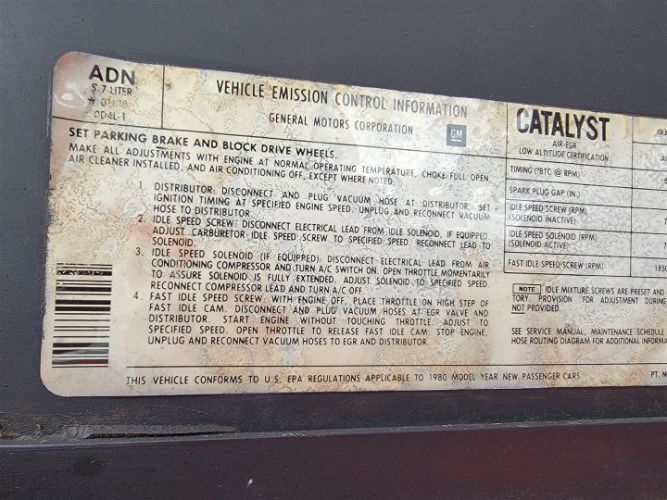 ADN
5.7 LITER
0D4L-1
VEHICLE EMISSION CONTROL INFORMATION
GENERAL MOTORS CORPORATION
GM
SET PARKING BRAKE AND BLOCK DRIVE WHEELS.
MAKE ALL ADJUSTMENTS WITH ENGINE AT NORMAL OPERATING TEMPERATURE, CHOKE FULL OPEN
AIR CLEANER INSTALLED, AND AIR CONDITIONING OFF, EXCEPT WHERE NOTED.
1. DISTRIBUTOR: DISCONNECT AND PLUG VACUUM HOSE AT DISTRIBUTOR. SET
IGNITION TIMING AT SPECIFIED ENGINE SPEED. UNPLUG AND RECONNECT VACUUM
HOSE TO DISTRIBUTOR.
2. IDLE SPEED SCREW: DISCONNECT ELECTRICAL LEAD FROM IDLE SOLENOID, IF EQUIPPED
ADJUST CARBURETOR IDLE SPEED SCREW TO SPECIFIED SPEED. RECONNECT LEAD TO
SOLENOID.
3. IDLE SPEED SOLENOID (IF EQUIPPED): DISCONNECT ELECTRICAL LEAD FROM AIR
CONDITIONING COMPRESSOR AND TURN A/C SWITCH ON. OPEN THROTTLE MOMENTARILY
TO ASSURE SOLENOID IS FULLY EXTENDED. ADJUST SOLENOID TO SPECIFIED SPEED.
RECONNECT COMPRESSOR LEAD AND TURN A/C OFF.
4. FAST IDLE SPEED SCREW: WITH ENGINE OFF, PLACE THROTTLE ON HIGH STEP OF
FAST IDLE CAM. DISCONNECT AND PLUG VACUUM HOSES AT EGR VALVE AND
DISTRIBUTOR. START ENGINE WITHOUT TOUCHING THROTTLE. ADJUST TO
SPECIFIED SPEED. OPEN THROTTLE TO RELEASE FAST IDLE CAM. STOP ENGINE,
UNPLUG AND RECONNECT VACUUM HOSES TO EGR AND DISTRIBUTOR.
THIS VEHICLE CONFORMS TO U.S. EPA REGULATIONS APPLICABLE TO 1980 MODEL YEAR NEW PASSENGER CARS
CATALYST
AIR-EGR
LOW ALTITUDE CERTIFICATION
TIMING (°BTC @ RPM)
SPARK PLUG GAP (IN.)
IDLE SPEED SCREW (RPM)
(SOLENOID INACTIVE)
IDLE SPEED SOLENOID (RPM)
(SOLENOID ACTIVE)
FAST IDLE SPEED SCREW (RPM) 185
NOTE IDLE MIXTURE SCREWS ARE PRESET AND
TORY. PROVISION FOR ADJUSTMENT DURING
NOT PROVIDED.
SEE SERVICE MANUAL, MAINTENANCE SCHEDULE
HOSE ROUTING DIAGRAM FOR ADDITIONAL INFORMA
PT. N